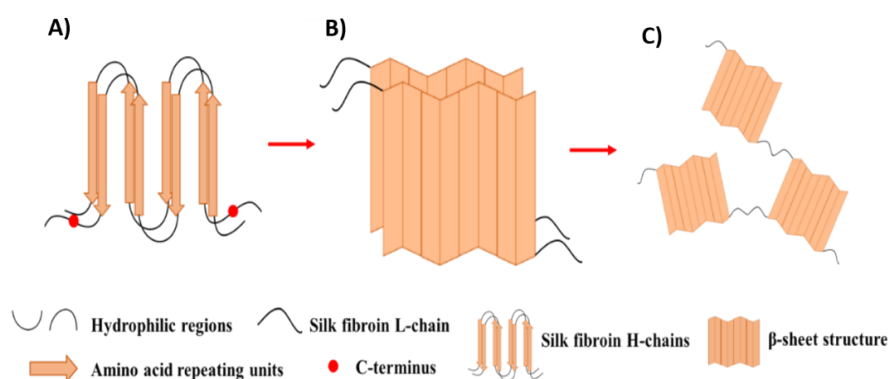 A)
B)
C)
Hydrophilic regions
Silk fibroin L-chain
Silk fibroin H-chains
β-sheet structure
Amino acid repeating units
C-terminus